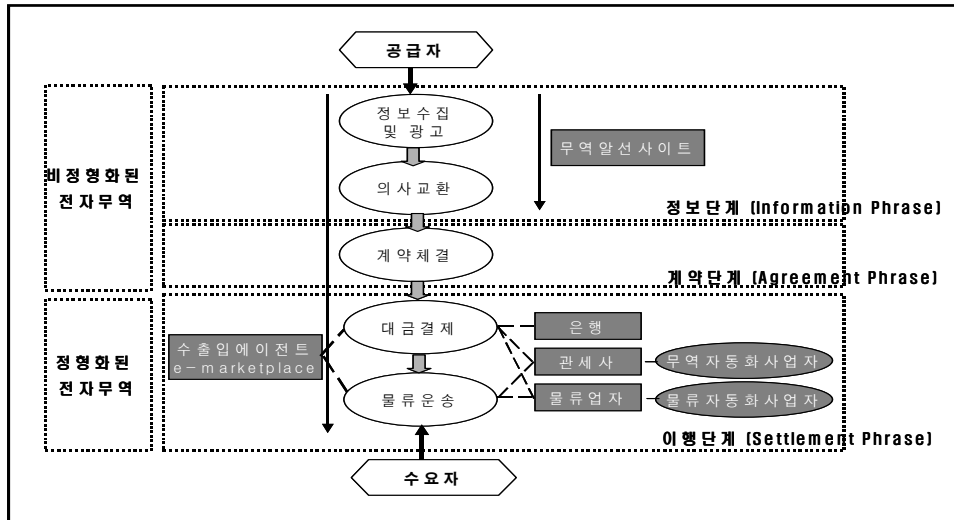 공급자
정보수집
및 광고
무역알선사이트
비정형화된
전자무역
의사교환
정보단계 (Information Phrase)
계약체결
계약단계 (Agreement Phrase)
대금결제
은행
수출입에이전트
e-marketplace
관세사
무역자동화사업자
정형화된
전자무역
물류운송
물류업자
물류자동화사업자
이행단계 (Settlement Phrase)
수요자